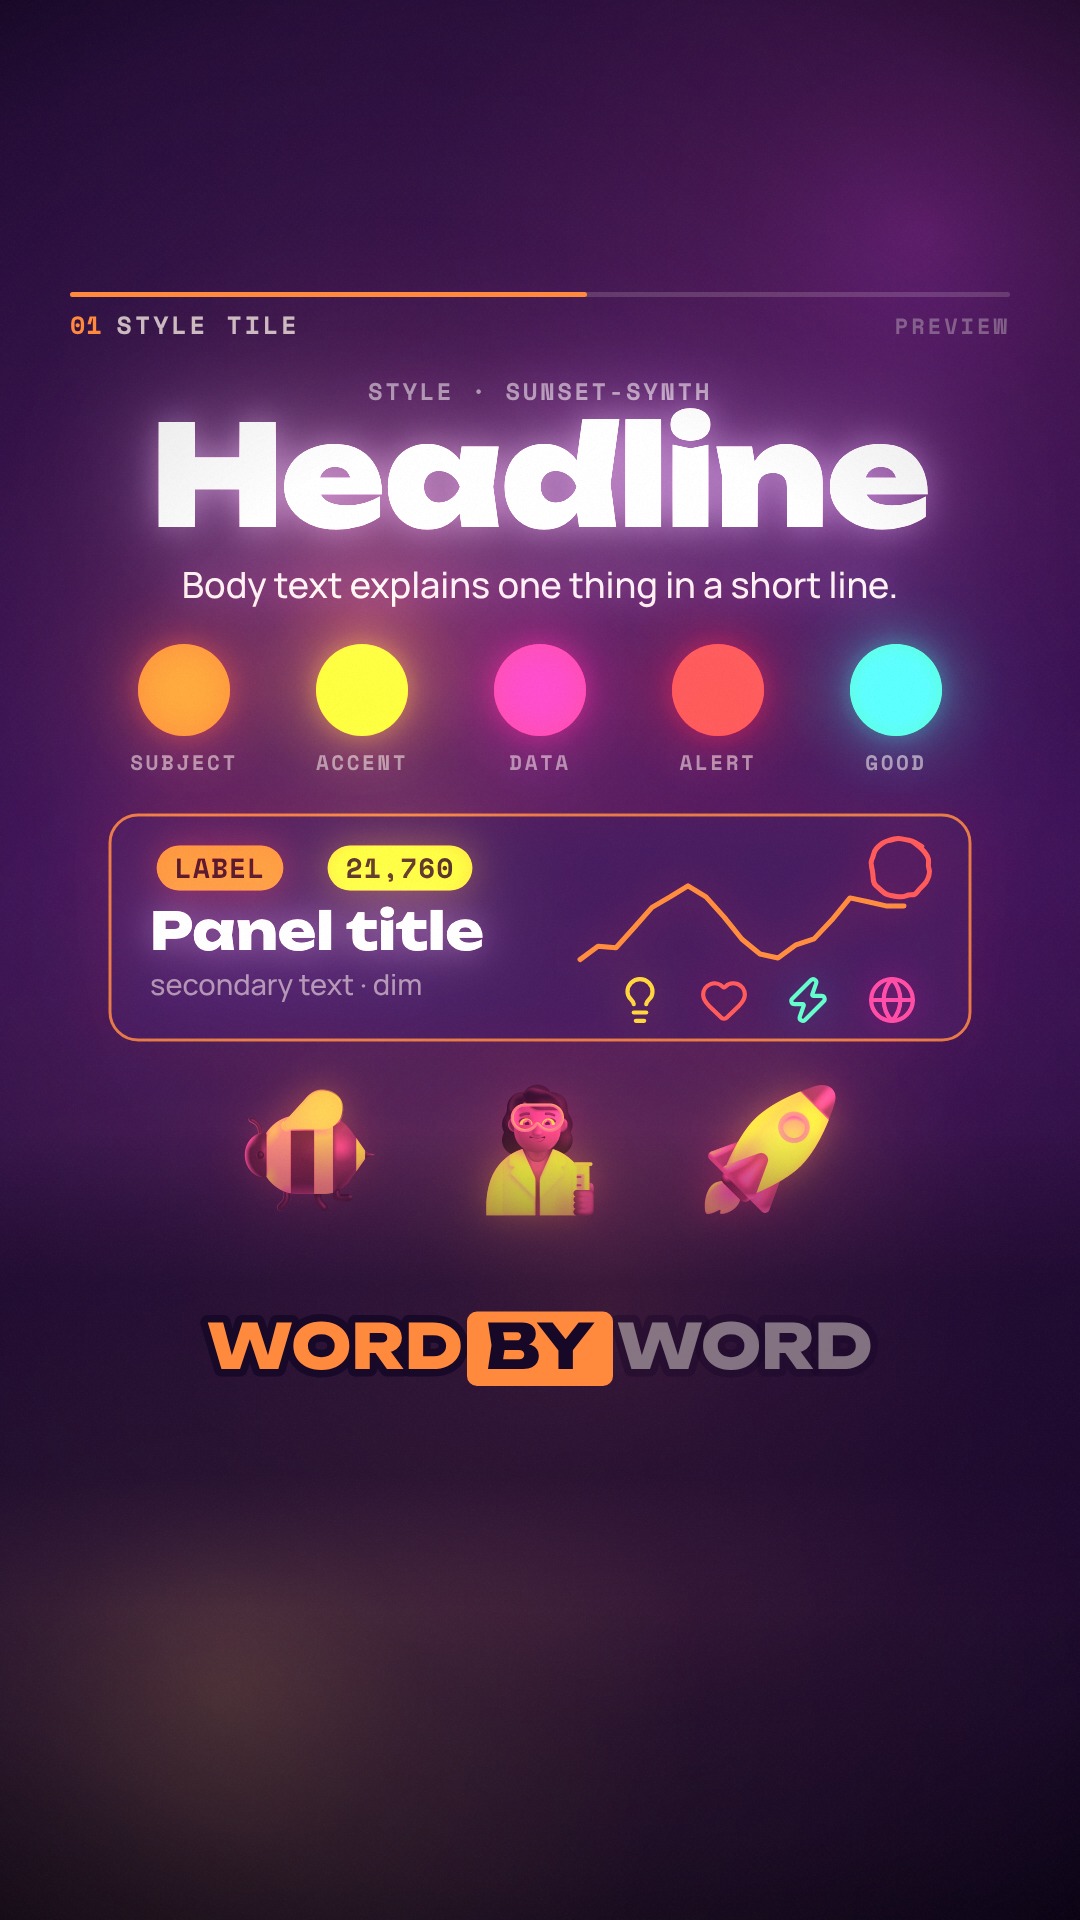 01 STYLE TILE
PREVIEW
STYLE · SUNSET-SYNTH
Headline
Body text explains one thing in a short line.
SUBJECT ACCENT DATA ALERT GOOD
LABEL 21,760
Panel title
secondary text · dim
WORD BY WORD